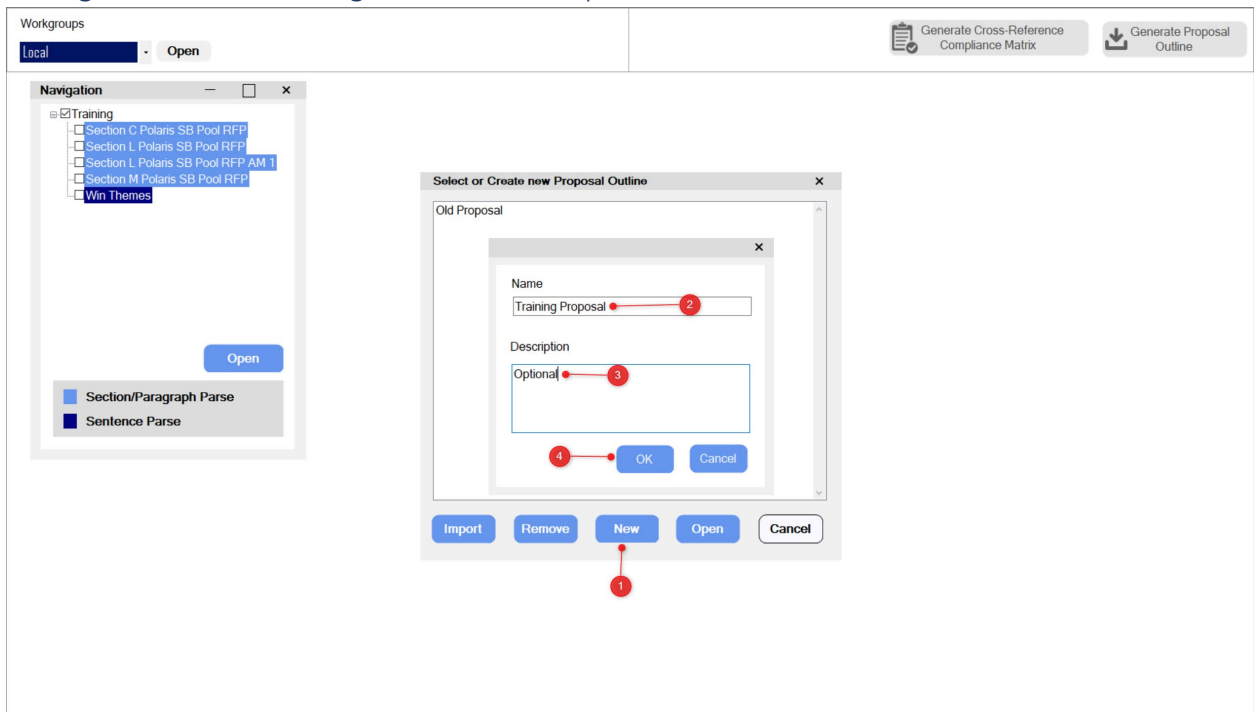 Workgroups
Local
Open
Generate Cross-Reference
Compliance Matrix
Generate Proposal
Outline
Navigation
Training
Section C Polaris SB Pool RFP
Section L Polaris SB Pool RFP
Section L Polaris SB Pool RFP AM 1
Section M Polaris SB Pool RFP
Win Themes
Open
Section/Paragraph Parse
Sentence Parse
Select or Create new Proposal Outline
Old Proposal
Name
Training Proposal
2
Description
Optional
3
4
OK
Cancel
Import
Remove
New
Open
Cancel
1